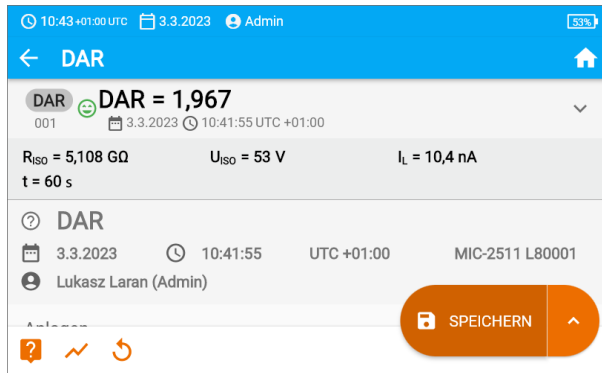 10:43 +01:00 UTC 3.3.2023 Admin 53%
DAR
DAR DAR = 1,967
001 3.3.2023 10:41:55 UTC +01:00
RISO = 5,108 GΩ UISO = 53 V IL = 10,4 nA
t = 60 s
DAR
3.3.2023 10:41:55 UTC +01:00 MIC-2511 L80001
Lukasz Laran (Admin)
SPEICHERN